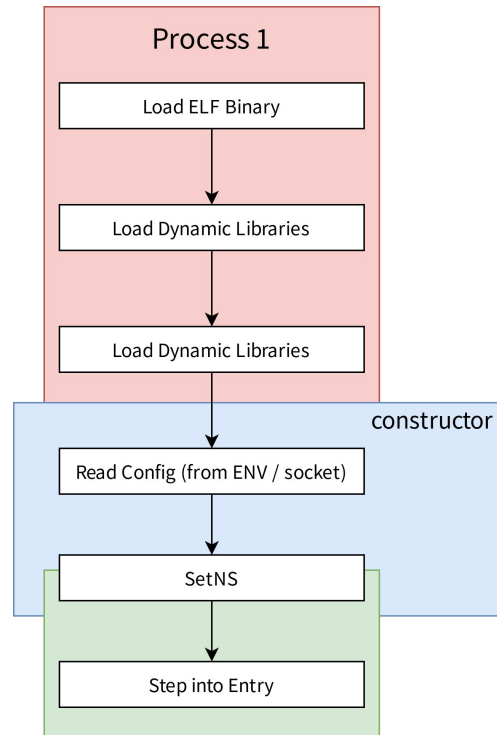 Process 1
Load ELF Binary
Load Dynamic Libraries
Load Dynamic Libraries
constructor
Read Config (from ENV / socket)
SetNS
Step into Entry